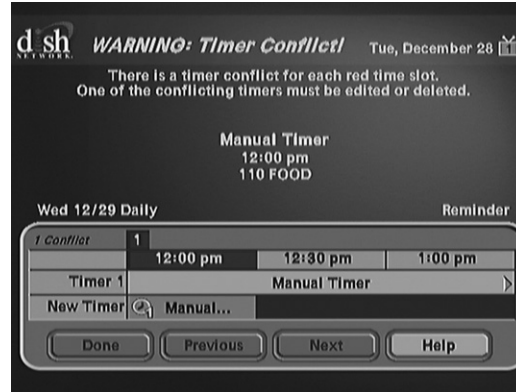 dish
NETWORK.
WARNING: Timer Conflict!
Tue, December 28
There is a timer conflict for each red time slot.
One of the conflicting timers must be edited or deleted.
Manual Timer
12:00 pm
110 FOOD
Wed 12/29 Daily
Reminder
1 Conflict
1
12:00 pm
12:30 pm
1:00 pm
Timer 1
Manual Timer
New Timer
Manual...
Done
Previous
Next
Help